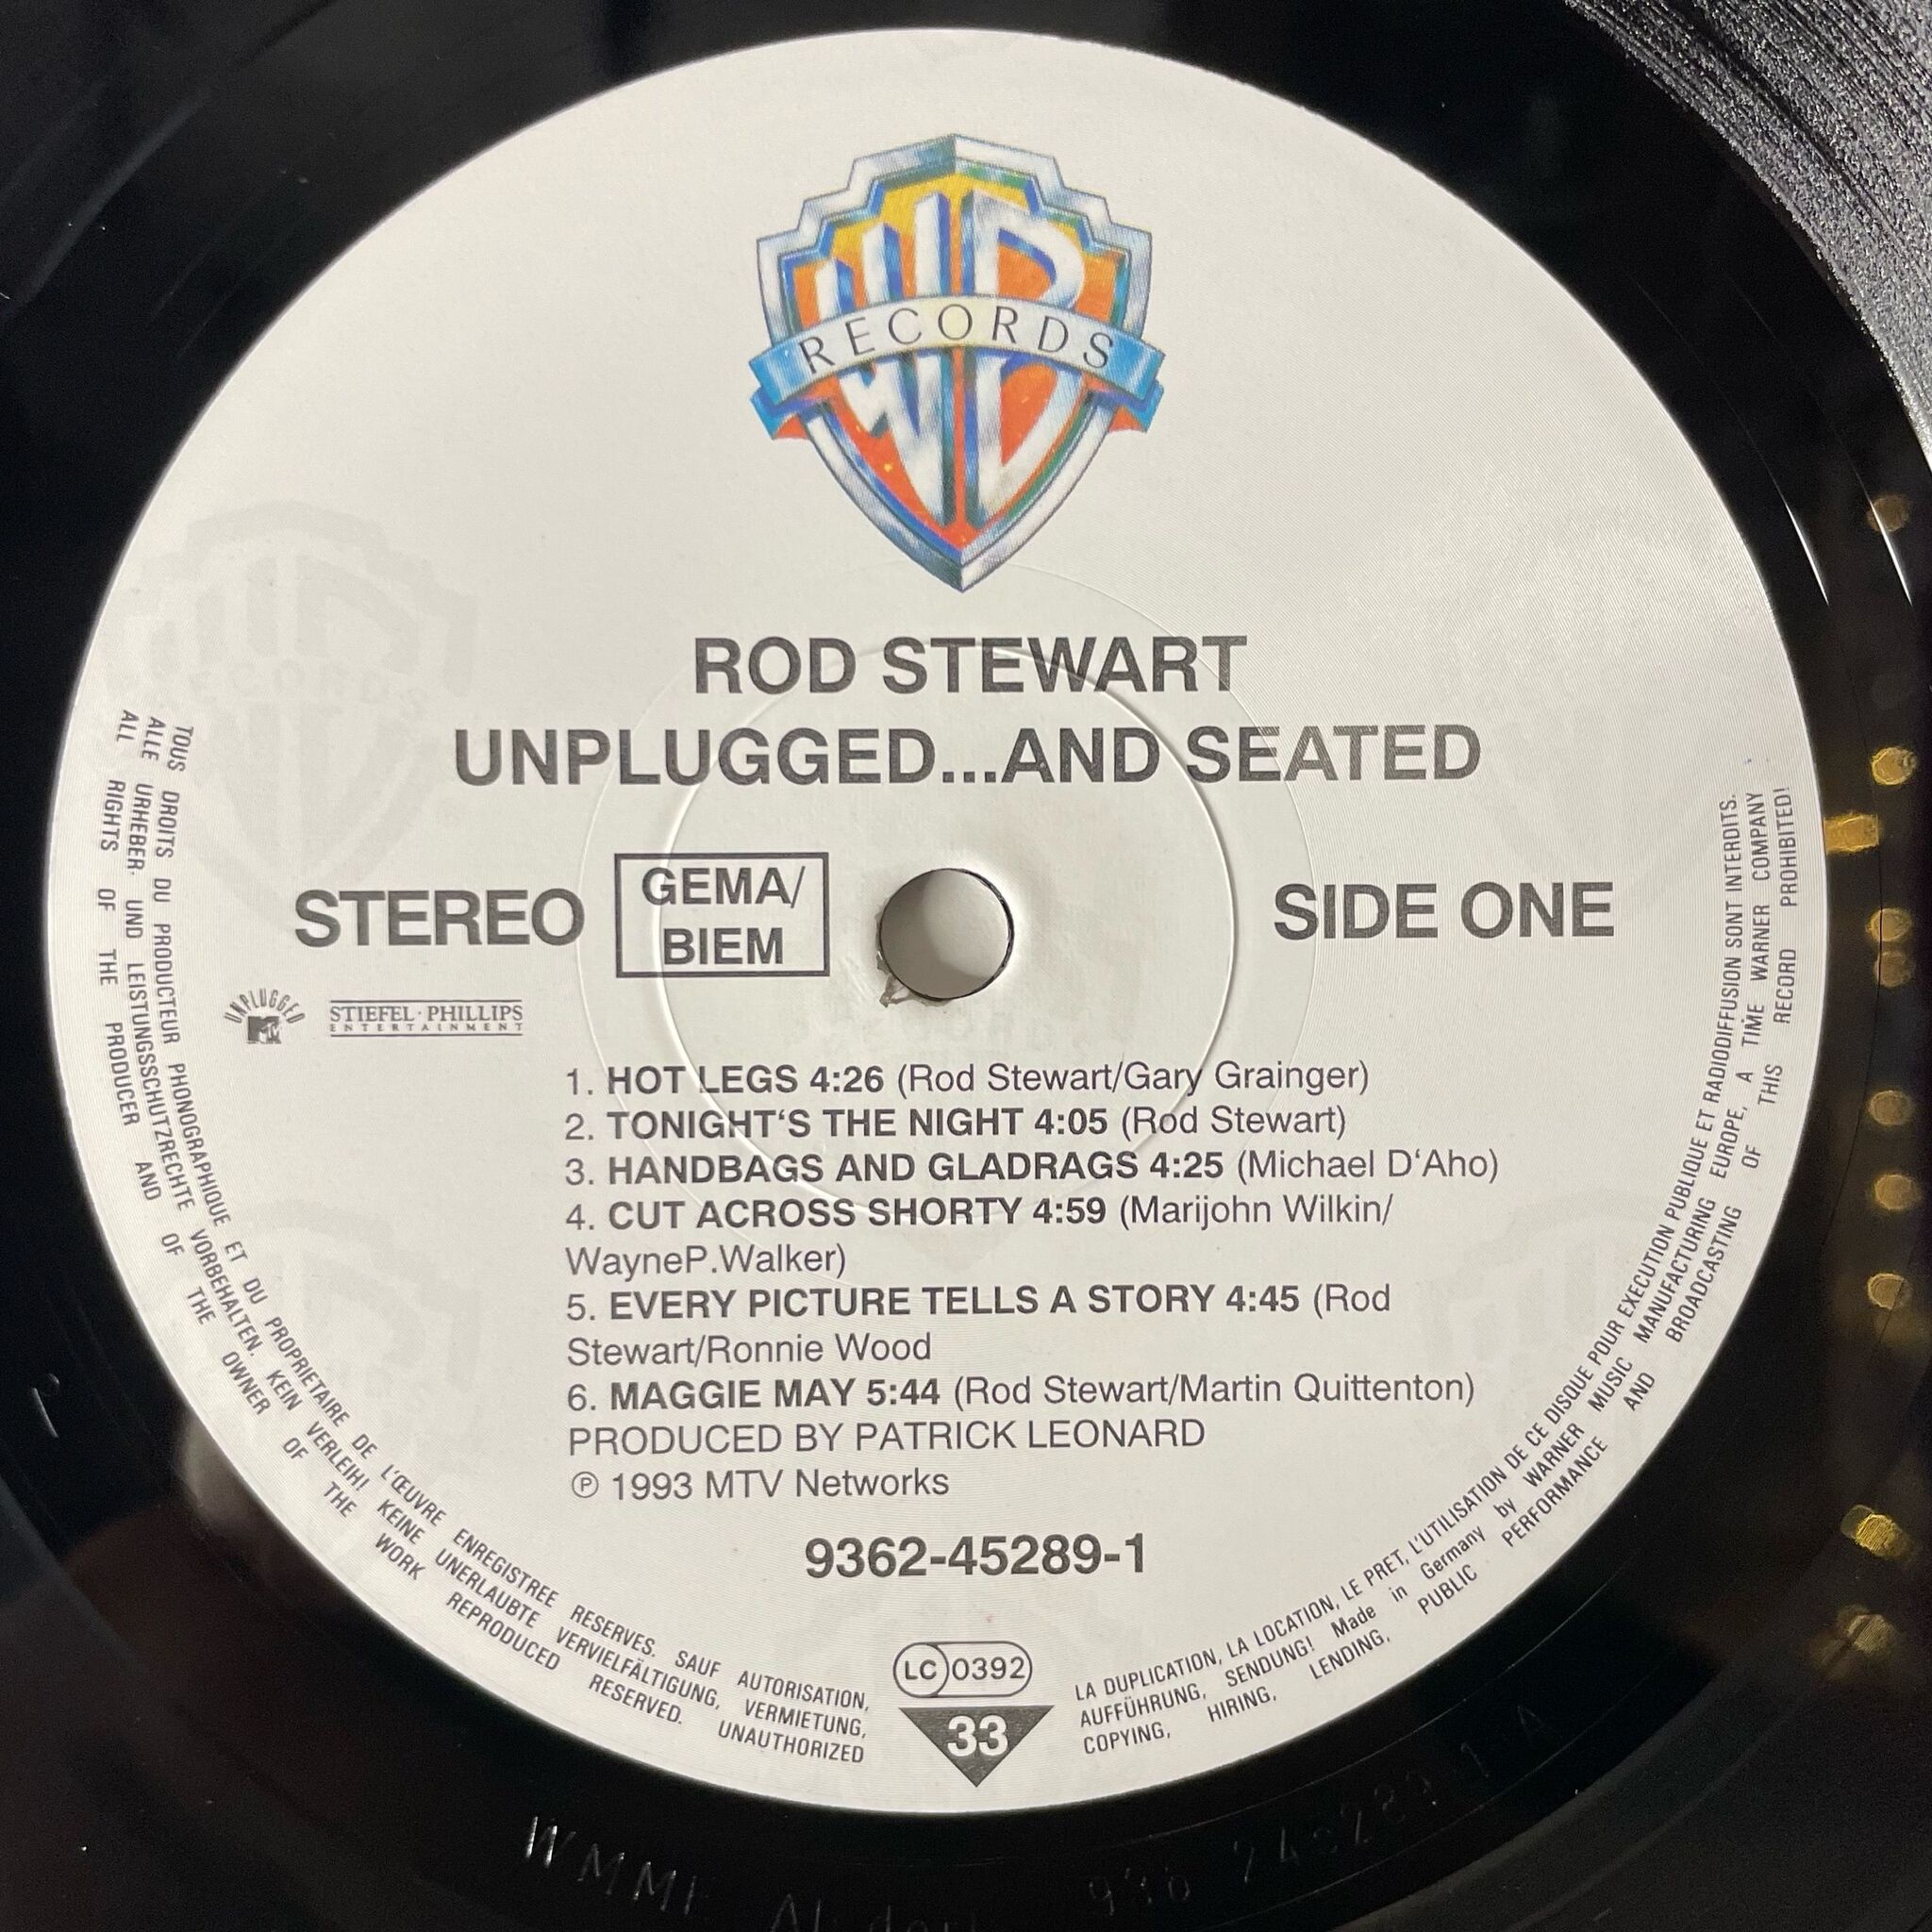 WB
RECORDS
ROD STEWART
UNPLUGGED...AND SEATED
STEREO
GEMA/
BIEM
SIDE ONE
UNPLUGGED
MTV
STIEFEL·PHILLIPS
ENTERTAINMENT
1. HOT LEGS 4:26 (Rod Stewart/Gary Grainger)
2. TONIGHT‘S THE NIGHT 4:05 (Rod Stewart)
3. HANDBAGS AND GLADRAGS 4:25 (Michael D‘Aho)
4. CUT ACROSS SHORTY 4:59 (Marijohn Wilkin/
WayneP.Walker)
5. EVERY PICTURE TELLS A STORY 4:45 (Rod
Stewart/Ronnie Wood
6. MAGGIE MAY 5:44 (Rod Stewart/Martin Quittenton)
PRODUCED BY PATRICK LEONARD
℗ 1993 MTV Networks
9362-45289-1
LC 0392
33
TOUS DROITS DU PRODUCTEUR PHONOGRAPHIQUE ET DU PROPRIETAIRE DE L'ŒUVRE ENREGISTREE RESERVES. SAUF AUTORISATION, LA DUPLICATION, LA LOCATION, LE PRET, L'UTILISATION DE CE DISQUE POUR EXECUTION PUBLIQUE ET RADIODIFFUSION SONT INTERDITS.
ALLE URHEBER- UND LEISTUNGSSCHUTZRECHTE VORBEHALTEN. KEIN VERLEIH! KEINE UNERLAUBTE VERVIELFÄLTIGUNG, VERMIETUNG, AUFFÜHRUNG, SENDUNG! Made in Germany by WARNER MUSIC MANUFACTURING EUROPE, A TIME WARNER COMPANY
ALL RIGHTS OF THE PRODUCER AND OF THE OWNER OF THE WORK REPRODUCED RESERVED. UNAUTHORIZED COPYING, HIRING, LENDING, PUBLIC PERFORMANCE AND BROADCASTING OF THIS RECORD PROHIBITED!